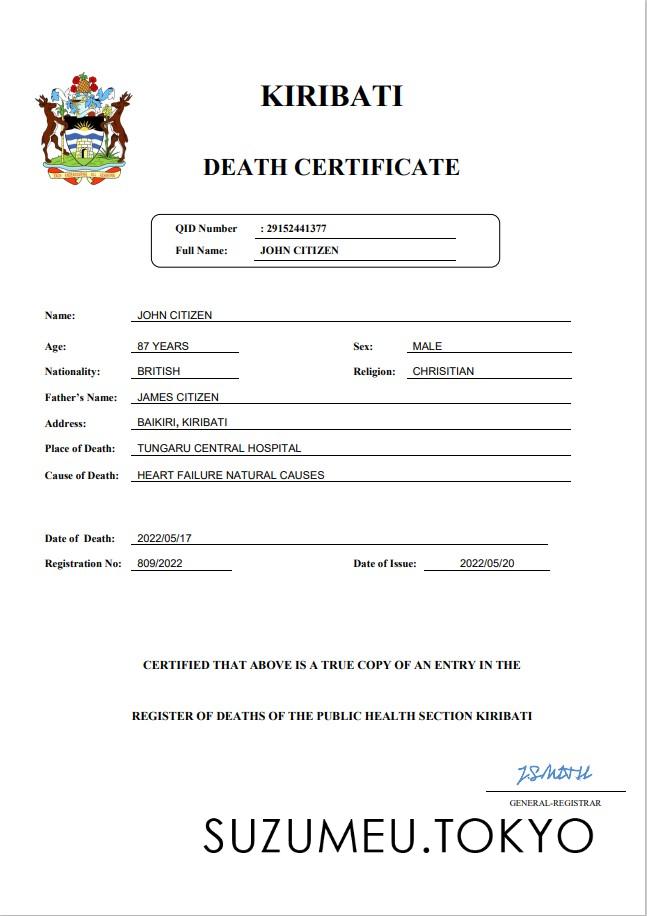 KIRIBATI
DEATH CERTIFICATE
QID Number : 29152441377
Full Name: JOHN CITIZEN
Name: JOHN CITIZEN
Age: 87 YEARS Sex: MALE
Nationality: BRITISH Religion: CHRISITIAN
Father's Name: JAMES CITIZEN
Address: BAIKIRI, KIRIBATI
Place of Death: TUNGARU CENTRAL HOSPITAL
Cause of Death: HEART FAILURE NATURAL CAUSES
Date of Death: 2022/05/17
Registration No: 809/2022 Date of Issue: 2022/05/20
CERTIFIED THAT ABOVE IS A TRUE COPY OF AN ENTRY IN THE
REGISTER OF DEATHS OF THE PUBLIC HEALTH SECTION KIRIBATI
GENERAL-REGISTRAR
SUZUMEU.TOKYO